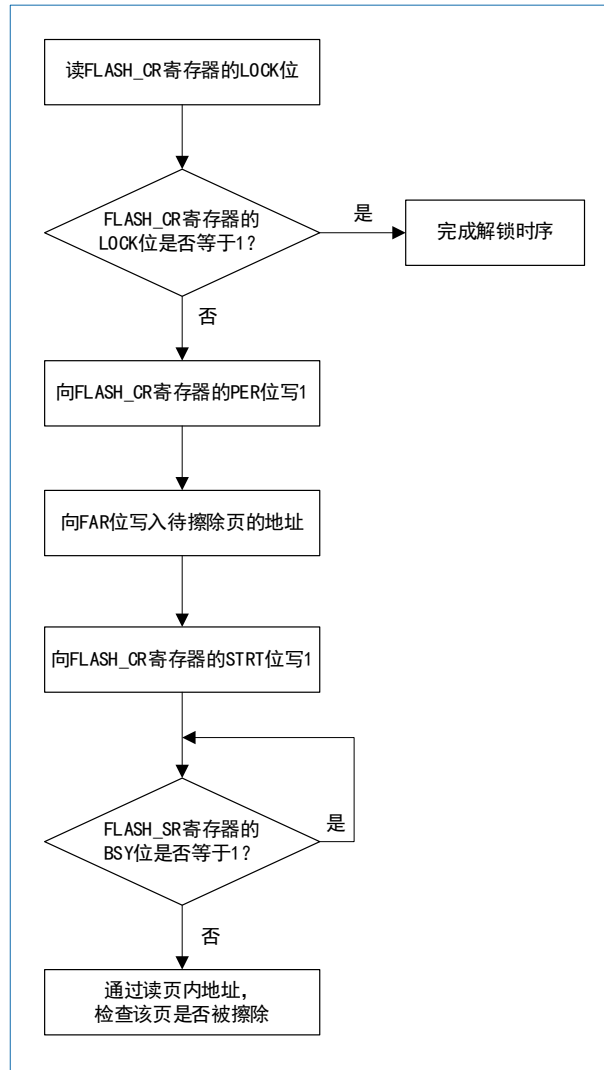 读FLASH_CR寄存器的LOCK位
FLASH_CR寄存器的
LOCK位是否等于1?
是
完成解锁时序
否
向FLASH_CR寄存器的PER位写1
向FAR位写入待擦除页的地址
向FLASH_CR寄存器的STRT位写1
FLASH_SR寄存器的
BSY位是否等于1?
是
否
通过读页内地址,
检查该页是否被擦除